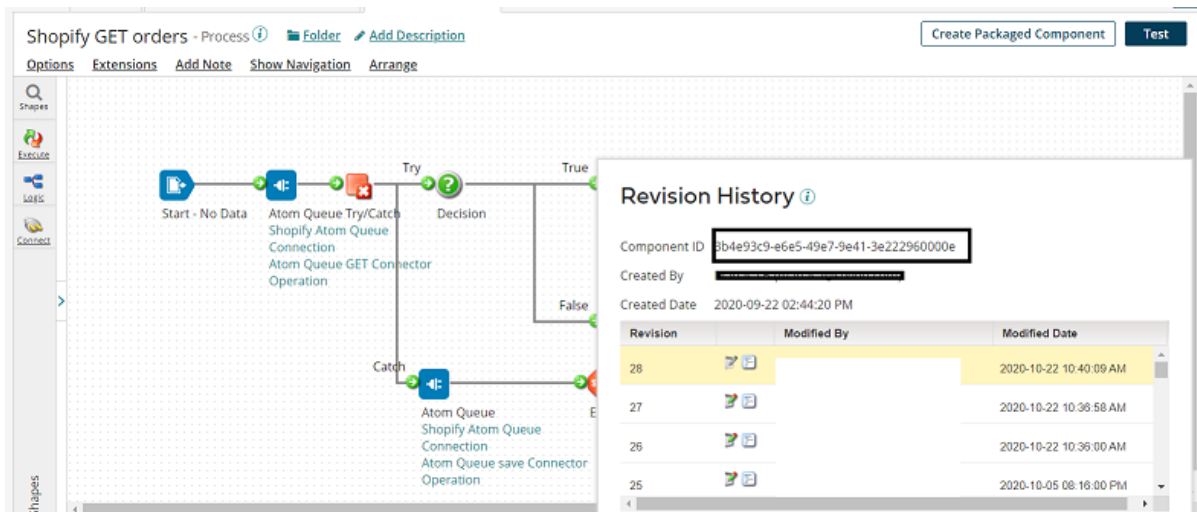 Shopify GET orders - Process i Folder Add Description
Create Packaged Component Test
Options Extensions Add Note Show Navigation Arrange
Shapes
Execute
Logic
Connect
Shapes
Try
True
Start - No Data
Atom Queue Try/Catch
Shopify Atom Queue
Connection
Atom Queue GET Connector
Operation
Decision
False
Catch
Atom Queue
Shopify Atom Queue
Connection
Atom Queue save Connector
Operation
E
Revision History i
Component ID 3b4e93c9-e6e5-49e7-9e41-3e222960000e
Created By
Created Date 2020-09-22 02:44:20 PM
Revision Modified By Modified Date
28 2020-10-22 10:40:09 AM
27 2020-10-22 10:36:58 AM
26 2020-10-22 10:36:00 AM
25 2020-10-05 08:16:00 PM